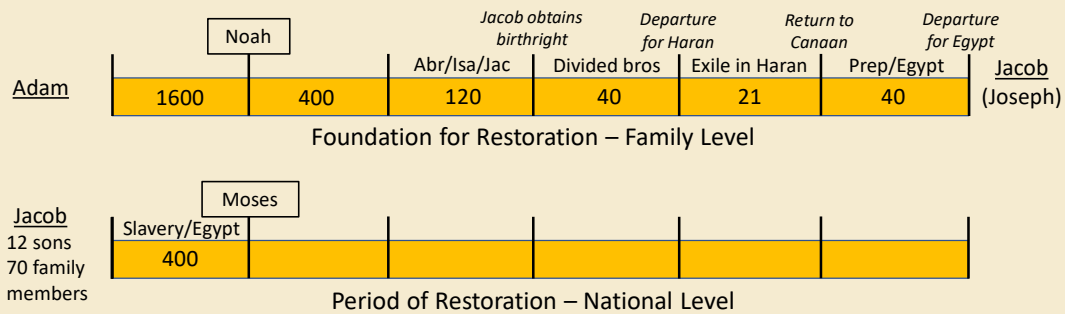 Jacob obtains
birthright
Departure
for Haran
Return to
Canaan
Departure
for Egypt
Noah
Abr/Isa/Jac
Divided bros
Exile in Haran
Prep/Egypt
Adam
1600
400
120
40
21
40
Jacob
(Joseph)
Foundation for Restoration – Family Level
Moses
Jacob
12 sons
70 family
members
Slavery/Egypt
400
Period of Restoration – National Level